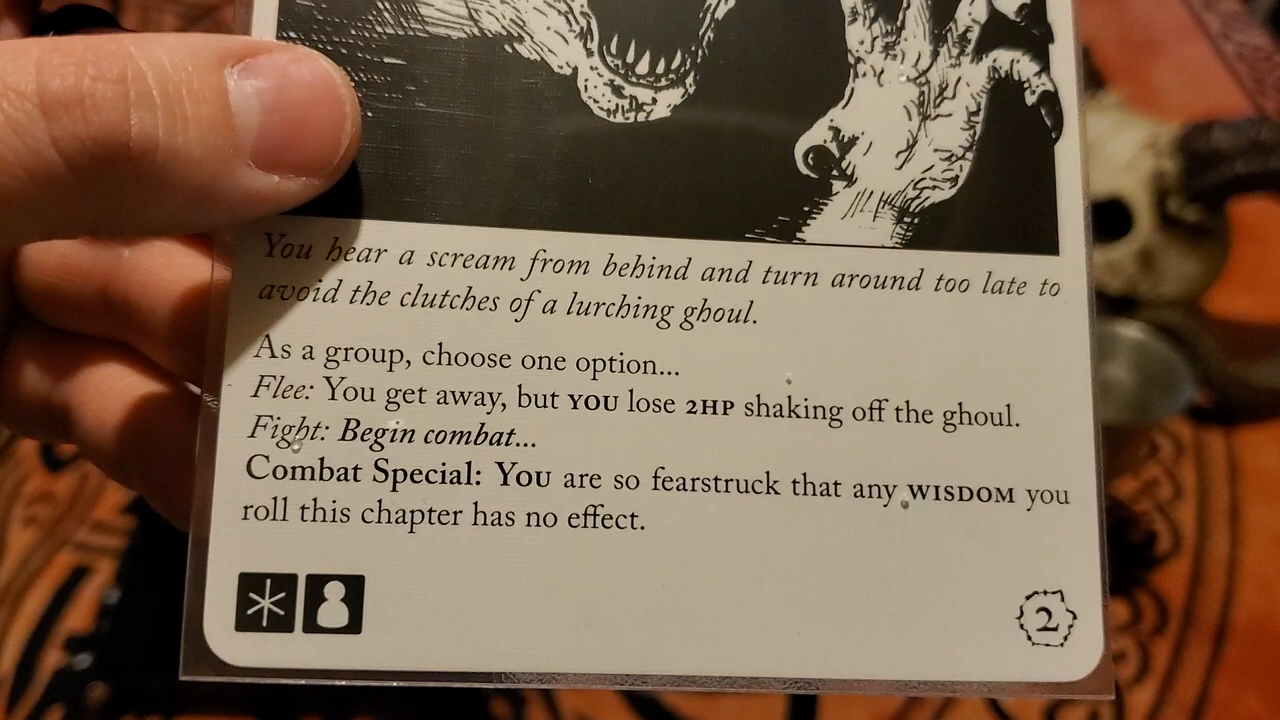 You hear a scream from behind and turn around too late to
avoid the clutches of a lurching ghoul.
As a group, choose one option...
Flee: You get away, but YOU lose 2HP shaking off the ghoul.
Fight: Begin combat...
Combat Special: YOU are so fearstruck that any WISDOM you
roll this chapter has no effect.
2